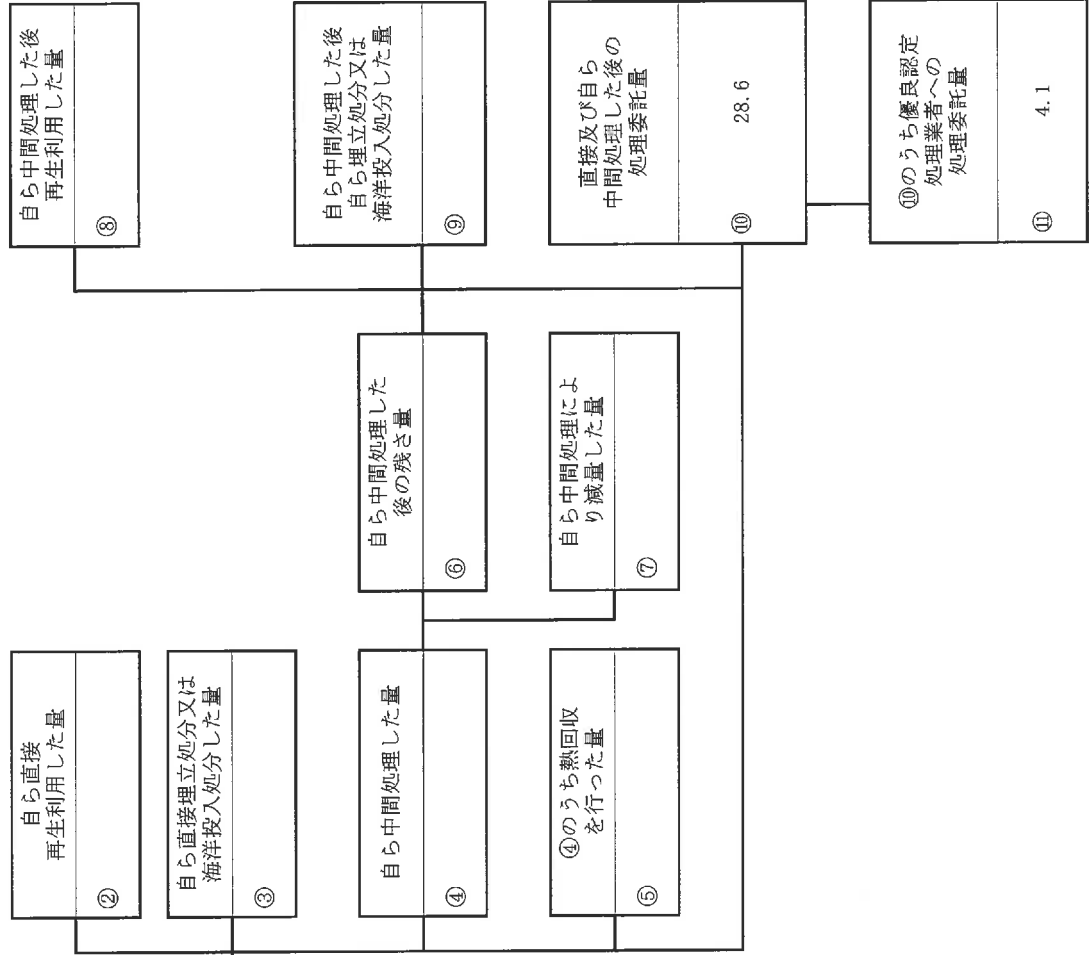 自ら直接
再生利用した量
②
自ら直接埋立処分又は
海洋投入処分した量
③
自ら中間処理した量
④
④のうち熱回収
を行った量
⑤
自ら中間処理した
後の残さ量
⑥
自ら中間処理によ
り減量した量
⑦
自ら中間処理した後
再生利用した量
⑧
自ら中間処理した後
自ら埋立処分又は
海洋投入処分した量
⑨
直接及び自ら
中間処理した後の
処理委託量
⑩ 28.6
⑩のうち優良認定
処理業者への
処理委託量
⑪ 4.1